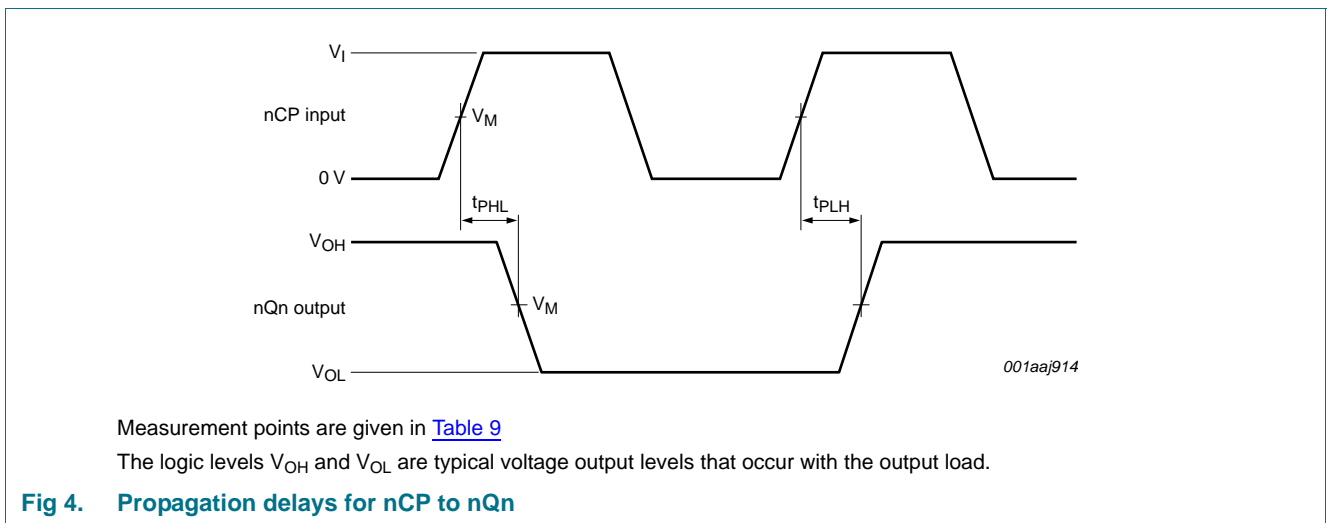 VI
nCP input
VM
0 V
tPHL
tPLH
VOH
nQn output
VM
VOL
001aaj914
Measurement points are given in Table 9
The logic levels VOH and VOL are typical voltage output levels that occur with the output load.
Fig 4. Propagation delays for nCP to nQn